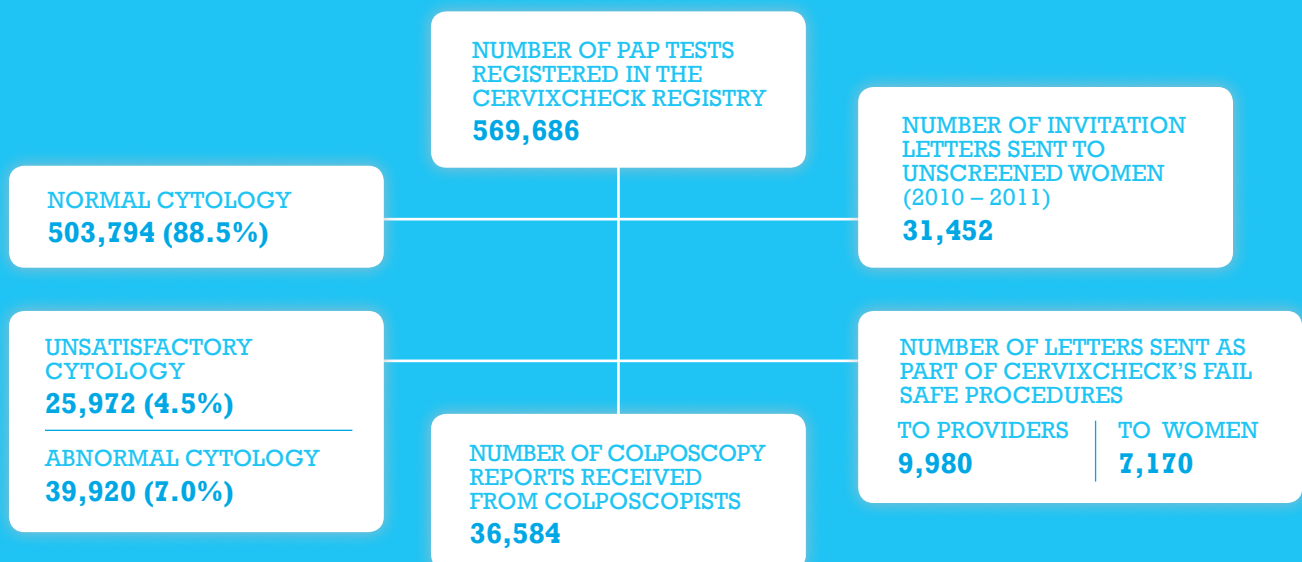 NUMBER OF PAP TESTS
REGISTERED IN THE
CERVIXCHECK REGISTRY
569,686
NUMBER OF INVITATION
LETTERS SENT TO
UNSCREENED WOMEN
(2010 – 2011)
31,452
NORMAL CYTOLOGY
503,794 (88.5%)
UNSATISFACTORY
CYTOLOGY
25,972 (4.5%)
ABNORMAL CYTOLOGY
39,920 (7.0%)
NUMBER OF LETTERS SENT AS
PART OF CERVIXCHECK'S FAIL
SAFE PROCEDURES
TO PROVIDERS
9,980
TO WOMEN
7,170
NUMBER OF COLPOSCOPY
REPORTS RECEIVED
FROM COLPOSCOPISTS
36,584